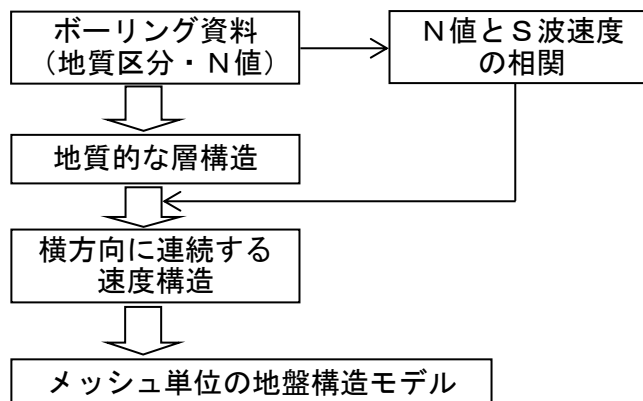 ボーリング資料
（地質区分・Ｎ値）
Ｎ値とＳ波速度
の相関
地質的な層構造
横方向に連続する
速度構造
メッシュ単位の地盤構造モデル